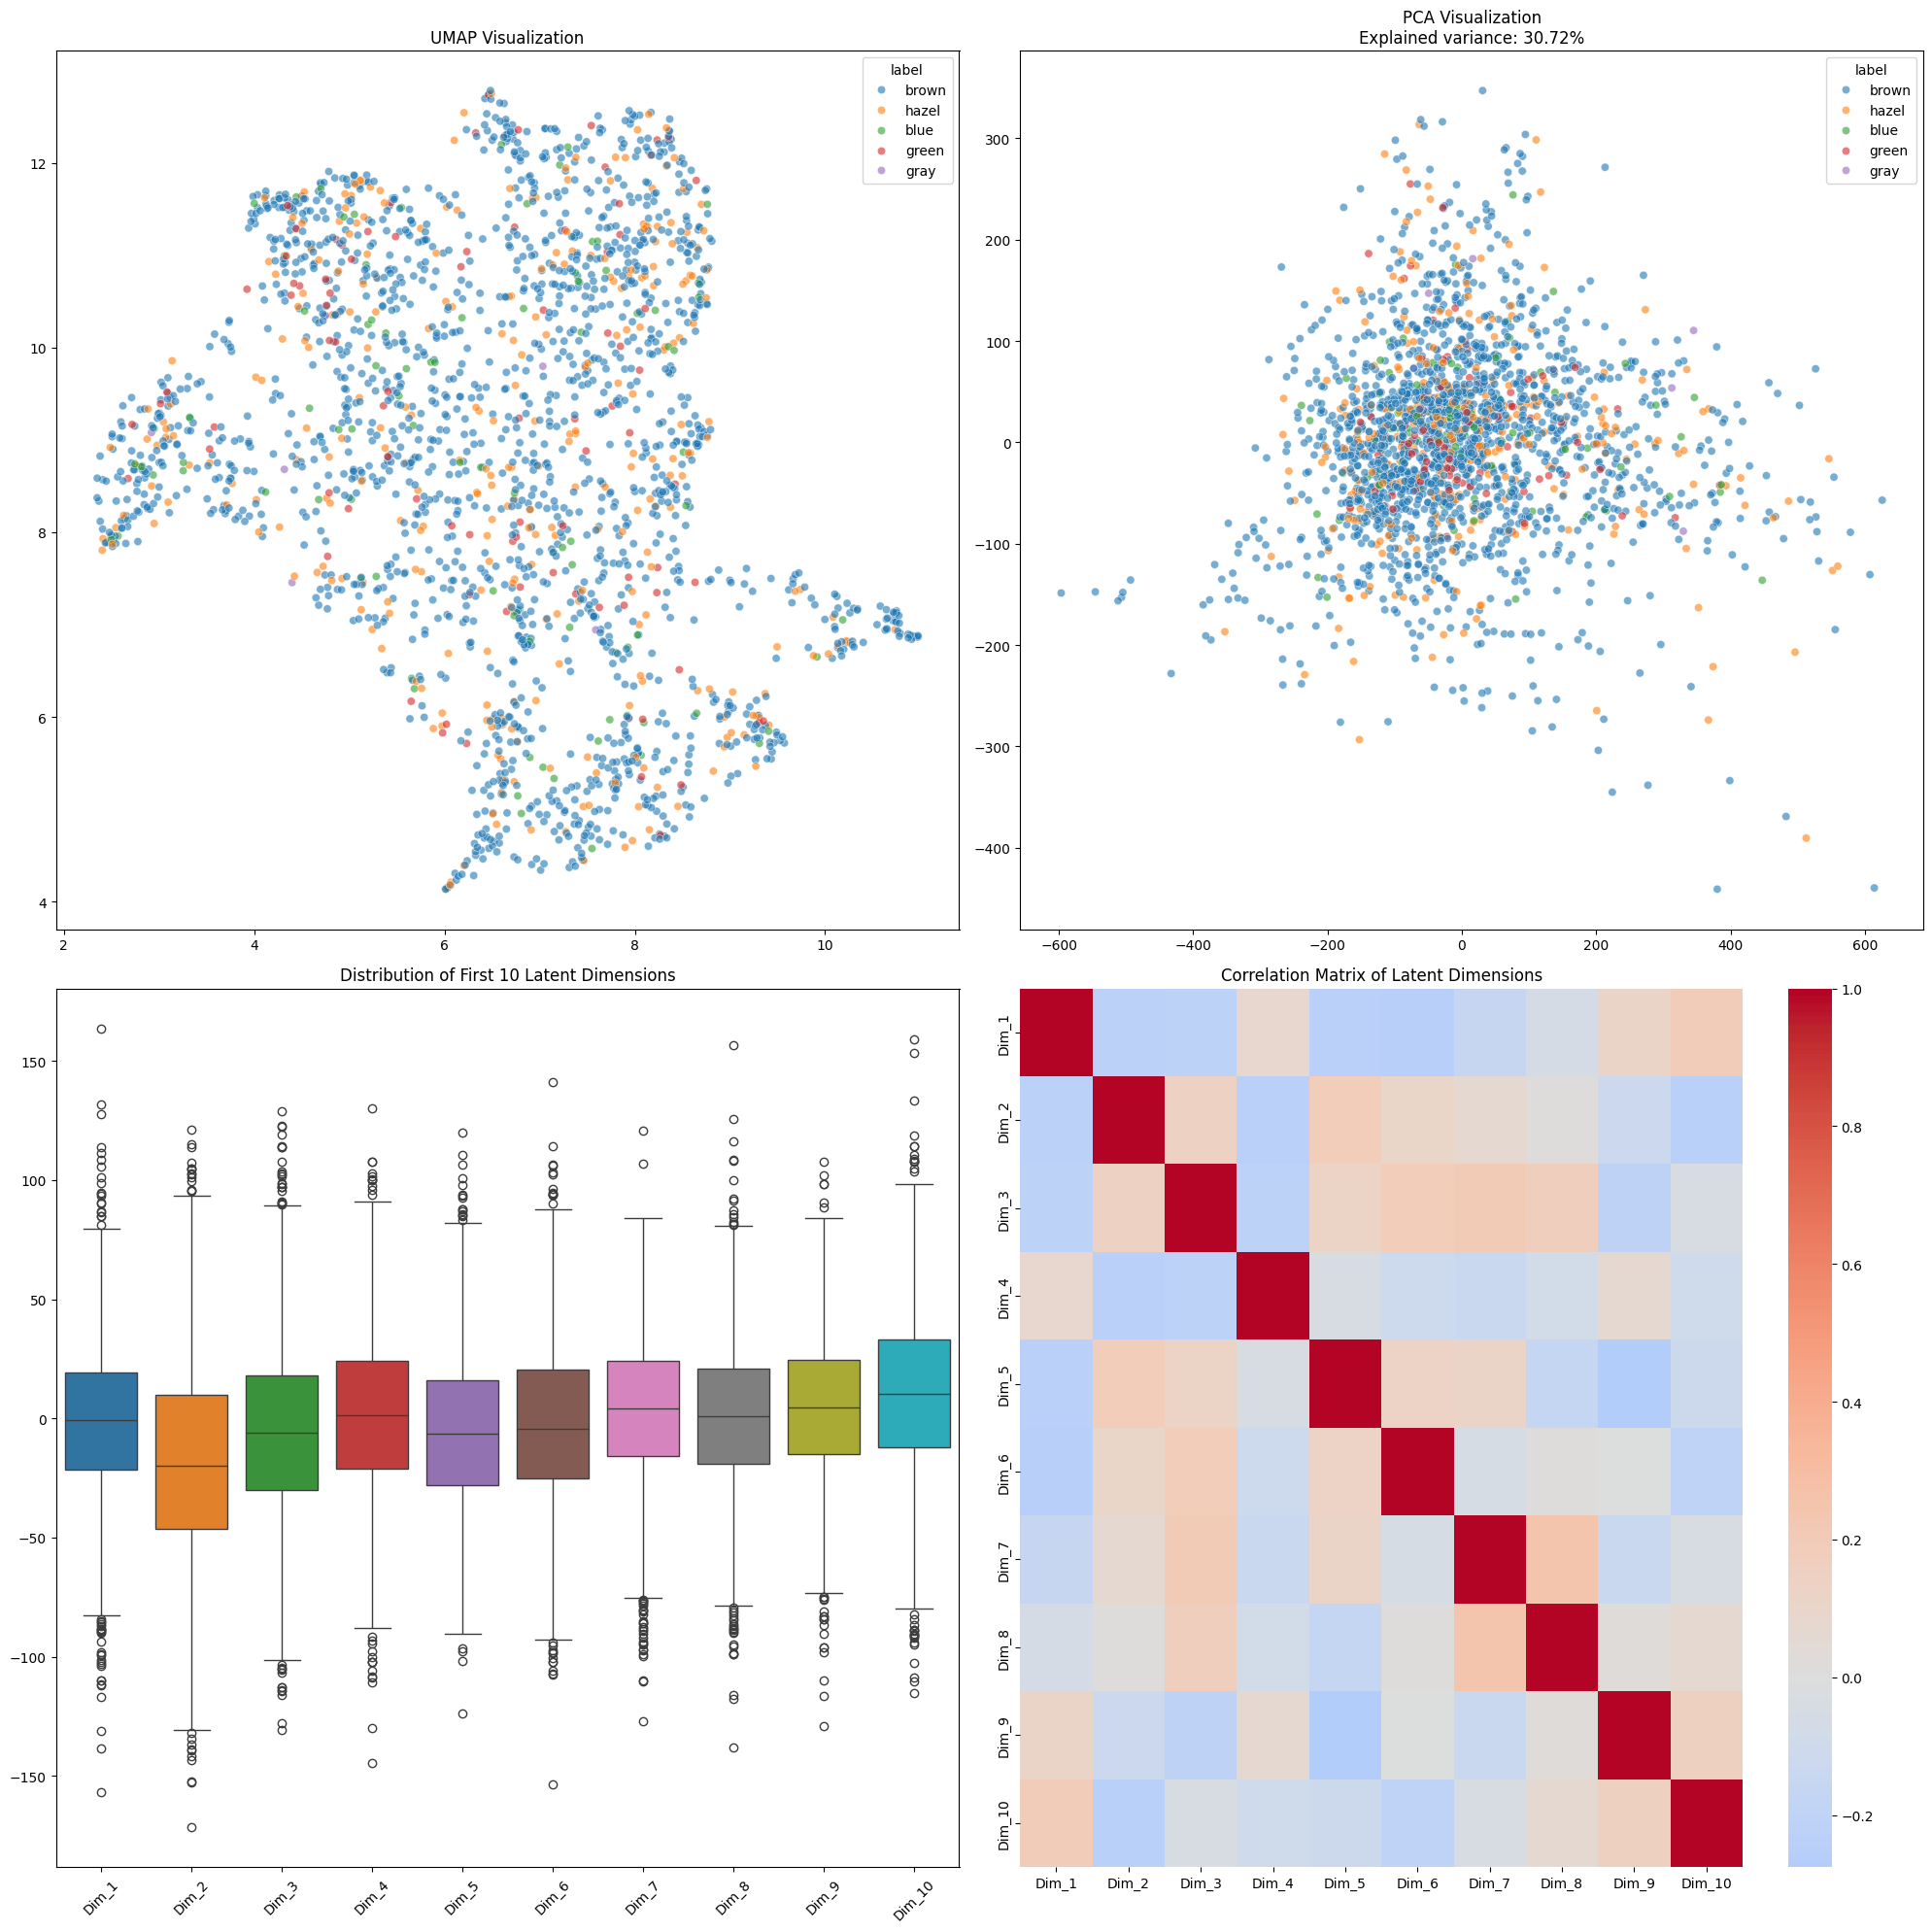 UMAP Visualization
label
brown
hazel
blue
green
gray
12
10
8
6
4
2
4
6
8
10
PCA Visualization
Explained variance: 30.72%
label
brown
hazel
blue
green
gray
300
200
100
0
−100
−200
−300
−400
−600
−400
−200
0
200
400
600
Distribution of First 10 Latent Dimensions
150
100
50
0
−50
−100
−150
Dim_1
Dim_2
Dim_3
Dim_4
Dim_5
Dim_6
Dim_7
Dim_8
Dim_9
Dim_10
Correlation Matrix of Latent Dimensions
Dim_1
Dim_2
Dim_3
Dim_4
Dim_5
Dim_6
Dim_7
Dim_8
Dim_9
Dim_10
Dim_1
Dim_2
Dim_3
Dim_4
Dim_5
Dim_6
Dim_7
Dim_8
Dim_9
Dim_10
1.0
0.8
0.6
0.4
0.2
0.0
−0.2